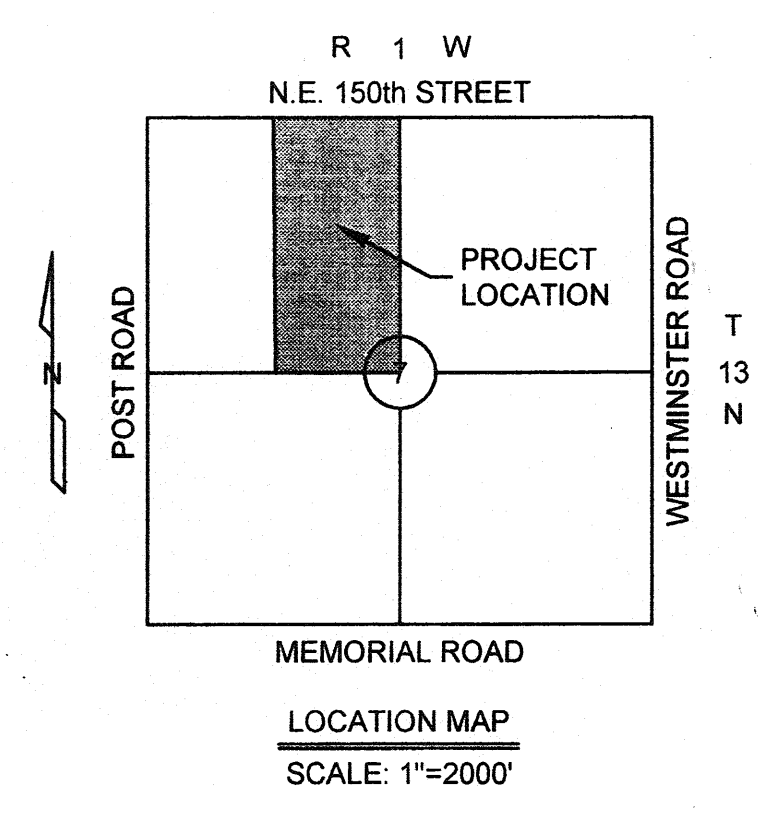 R 1 W
N.E. 150th STREET
PROJECT
LOCATION
POST ROAD
WESTMINSTER ROAD
T
13
N
N
7
MEMORIAL ROAD
LOCATION MAP
SCALE: 1"=2000'